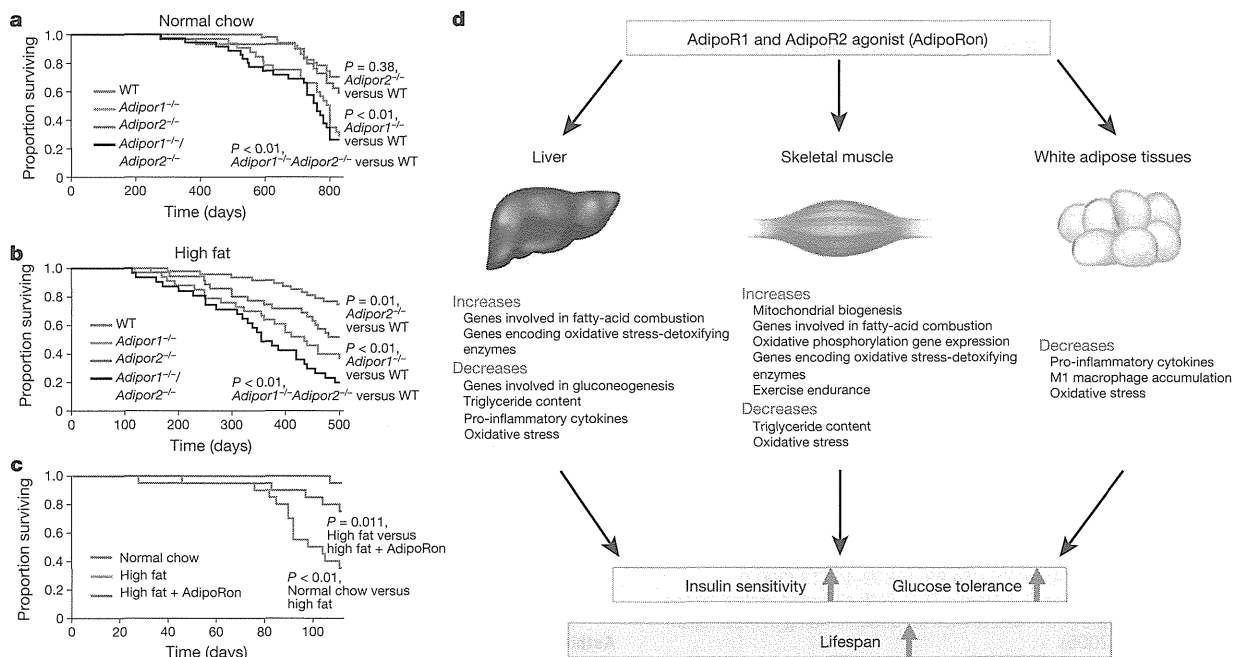 a
Normal chow
Proportion surviving
1.0
0.8
0.6
0.4
0.2
0
WT
Adipor1–/–
Adipor2–/–
Adipor1–/–/
Adipor2–/–
P = 0.38,
Adipor2–/–
versus WT
P < 0.01,
Adipor1–/–
versus WT
P < 0.01,
Adipor1–/–Adipor2–/– versus WT
0 200 400 600 800
Time (days)
b
High fat
Proportion surviving
1.0
0.8
0.6
0.4
0.2
0
WT
Adipor1–/–
Adipor2–/–
Adipor1–/–/
Adipor2–/–
P = 0.01,
Adipor2–/–
versus WT
P < 0.01,
Adipor1–/–
versus WT
P < 0.01,
Adipor1–/–Adipor2–/– versus WT
0 100 200 300 400 500
Time (days)
c
Proportion surviving
1.0
0.8
0.6
0.4
0.2
0
Normal chow
High fat
High fat + AdipoRon
P = 0.011,
High fat versus
high fat + AdipoRon
P < 0.01,
Normal chow versus
high fat
0 20 40 60 80 100
Time (days)
d
AdipoR1 and AdipoR2 agonist (AdipoRon)
Liver
Increases
Genes involved in fatty-acid combustion
Genes encoding oxidative stress-detoxifying
enzymes
Decreases
Genes involved in gluconeogenesis
Triglyceride content
Pro-inflammatory cytokines
Oxidative stress
Skeletal muscle
Increases
Mitochondrial biogenesis
Genes involved in fatty-acid combustion
Oxidative phosphorylation gene expression
Genes encoding oxidative stress-detoxifying
enzymes
Exercise endurance
Decreases
Triglyceride content
Oxidative stress
White adipose tissues
Decreases
Pro-inflammatory cytokines
M1 macrophage accumulation
Oxidative stress
Insulin sensitivity Glucose tolerance
Lifespan